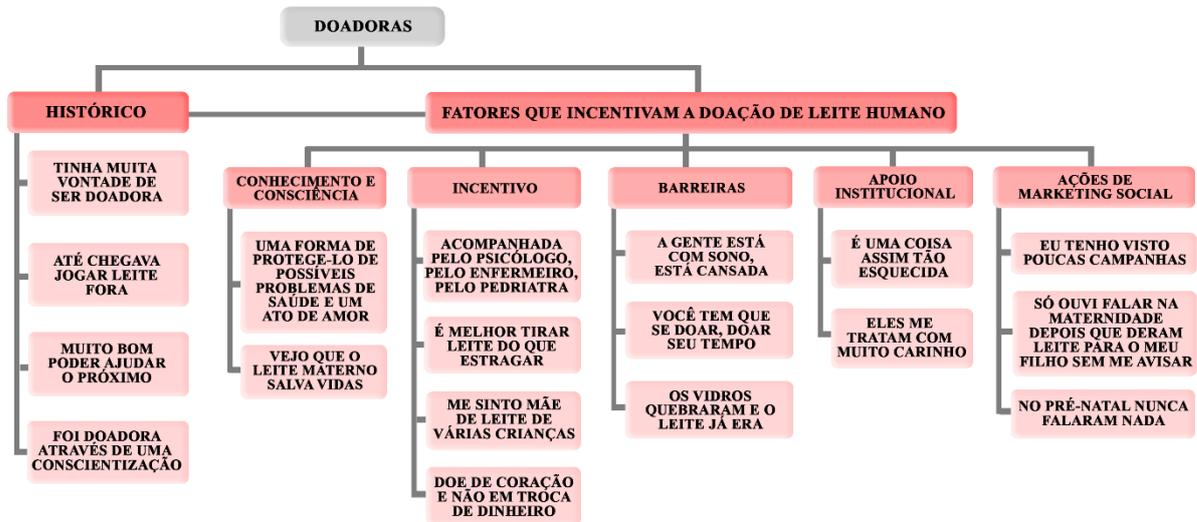 DOADORAS
HISTÓRICO
FATORES QUE INCENTIVAM A DOAÇÃO DE LEITE HUMANO
TINHA MUITA
VONTADE DE
SER DOADORA
ATÉ CHEGAVA
JOGAR LEITE
FORA
MUITO BOM
PODER AJUDAR
O PRÓXIMO
FOI DOADORA
ATRAVÉS DE UMA
CONSCIENTIZAÇÃO
CONHECIMENTO E
CONSCIÊNCIA
UMA FORMA DE
PROTEGE-LO DE
POSSÍVEIS
PROBLEMAS DE
SAÚDE E UM
ATO DE AMOR
VEJO QUE O
LEITE MATERNO
SALVA VIDAS
INCENTIVO
ACOMPANHADA
PELO PSICÓLOGO,
PELO ENFERMEIRO,
PELO PEDRIATRA
É MELHOR TIRAR
LEITE DO QUE
ESTRAGAR
ME SINTO MÃE
DE LEITE DE
VÁRIAS CRIANÇAS
DOE DE CORAÇÃO
E NÃO EM TROCA
DE DINHEIRO
BARREIRAS
A GENTE ESTÁ
COM SONO,
ESTÁ CANSADA
VOCÊ TEM QUE
SE DOAR, DOAR
SEU TEMPO
OS VIDROS
QUEBRARAM E O
LEITE JÁ ERA
APOIO
INSTITUCIONAL
É UMA COISA
ASSIM TÃO
ESQUECIDA
ELES ME
TRATAM COM
MUITO CARINHO
AÇÕES DE
MARKETING SOCIAL
EU TENHO VISTO
POUCAS CAMPANHAS
SÓ OUVI FALAR NA
MATERNIDADE
DEPOIS QUE DERAM
LEITE PARA O MEU
FILHO SEM ME AVISAR
NO PRÉ-NATAL NUNCA
FALARAM NADA